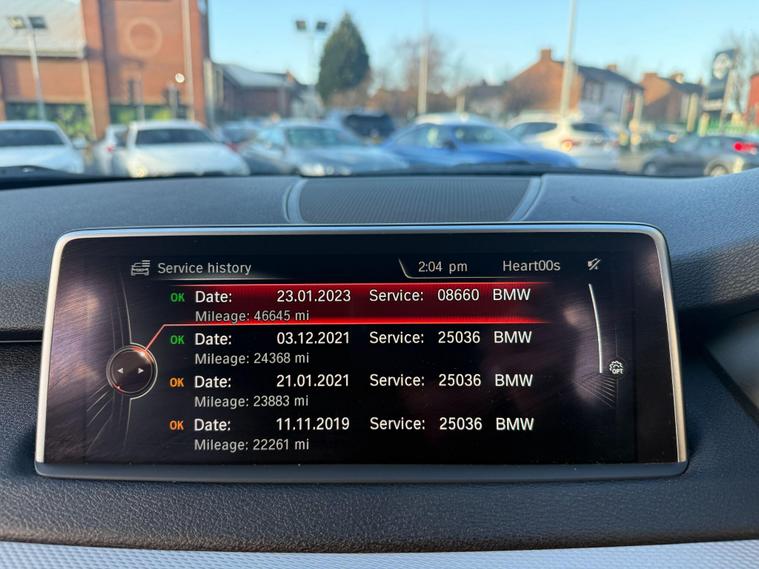 Service history 2:04 pm Heart00s
OK Date: 23.01.2023 Service: 08660 BMW
Mileage: 46645 mi
OK Date: 03.12.2021 Service: 25036 BMW
Mileage: 24368 mi
OK Date: 21.01.2021 Service: 25036 BMW
Mileage: 23883 mi
OK Date: 11.11.2019 Service: 25036 BMW
Mileage: 22261 mi
OPT